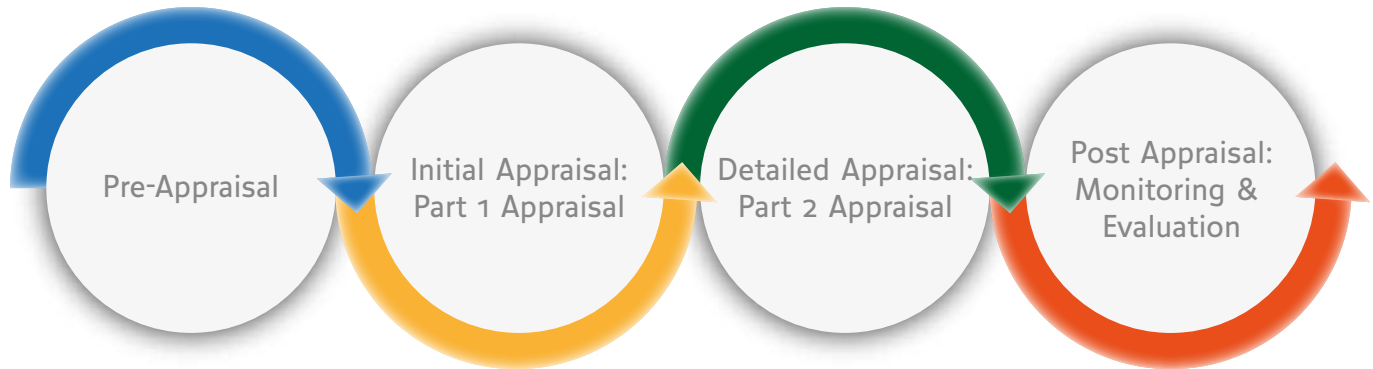 Pre-Appraisal
Initial Appraisal:
Part 1 Appraisal
Detailed Appraisal:
Part 2 Appraisal
Post Appraisal:
Monitoring &
Evaluation